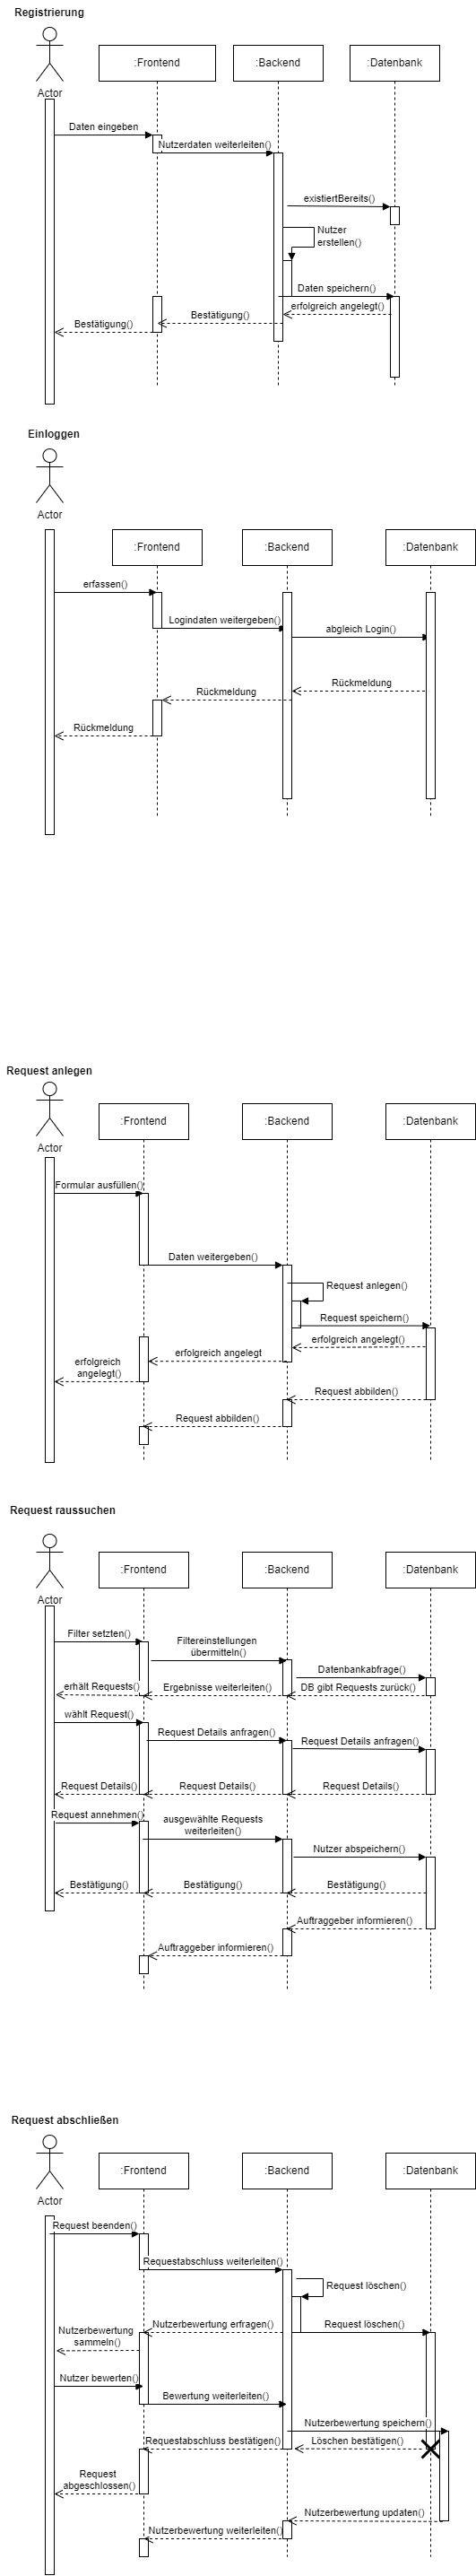 Registrierung
Actor
:Frontend
:Backend
:Datenbank
Daten eingeben
Nutzerdaten weiterleiten()
existiertBereits()
Nutzer
erstellen()
Daten speichern()
erfolgreich angelegt()
Bestätigung()
Bestätigung()
Einloggen
Actor
:Frontend
:Backend
:Datenbank
erfassen()
Logindaten weitergeben()
abgleich Login()
Rückmeldung
Rückmeldung
Rückmeldung
Request anlegen
Actor
:Frontend
:Backend
:Datenbank
Formular ausfüllen()
Daten weitergeben()
Request anlegen()
Request speichern()
erfolgreich angelegt()
erfolgreich angelegt
erfolgreich
angelegt()
Request abbilden()
Request abbilden()
Request raussuchen
Actor
:Frontend
:Backend
:Datenbank
Filter setzten()
Filtereinstellungen
übermitteln()
Datenbankabfrage()
erhält Requests()
Ergebnisse weiterleiten()
DB gibt Requests zurück()
wählt Request()
Request Details anfragen()
Request Details anfragen()
Request Details()
Request Details()
Request Details()
Request annehmen()
ausgewählte Requests
weiterleiten()
Nutzer abspeichern()
Bestätigung()
Bestätigung()
Bestätigung()
Auftraggeber informieren()
Auftraggeber informieren()
Request abschließen
Actor
:Frontend
:Backend
:Datenbank
Request beenden()
Requestabschluss weiterleiten()
Request löschen()
Nutzerbewertung erfragen()
Request löschen()
Nutzerbewertung
sammeln()
Nutzer bewerten()
Bewertung weiterleiten()
Nutzerbewertung speichern()
Requestabschluss bestätigen()
Löschen bestätigen()
Request
abgeschlossen()
Nutzerbewertung updaten()
Nutzerbewertung weiterleiten()